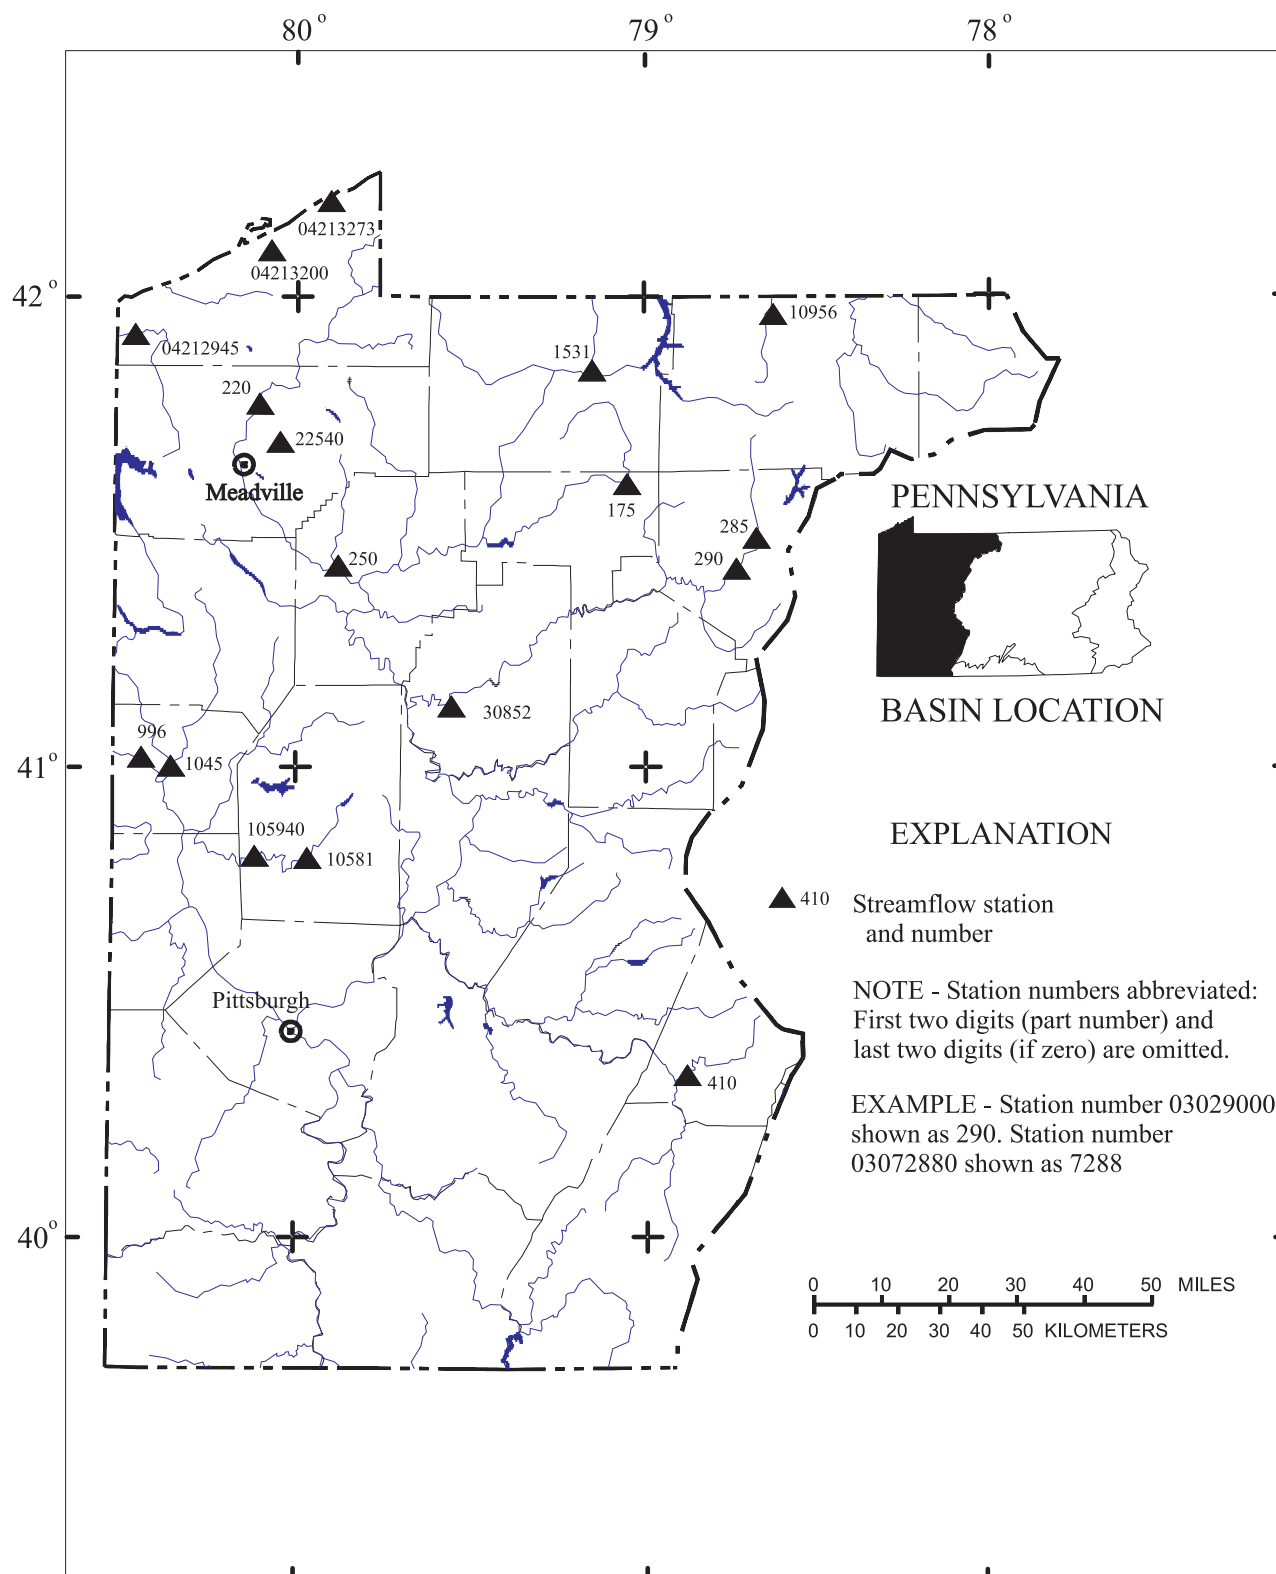 80° 79° 78°
04213273
04213200
42°
10956
04212945
1531
220
22540
Meadville
PENNSYLVANIA
175
285
250
290
BASIN LOCATION
30852
996
1045
41°
105940
10581
EXPLANATION
410 Streamflow station
and number
NOTE - Station numbers abbreviated:
First two digits (part number) and
last two digits (if zero) are omitted.
Pittsburgh
410
EXAMPLE - Station number 03029000
shown as 290. Station number
03072880 shown as 7288
40°
0 10 20 30 40 50 MILES
0 10 20 30 40 50 KILOMETERS